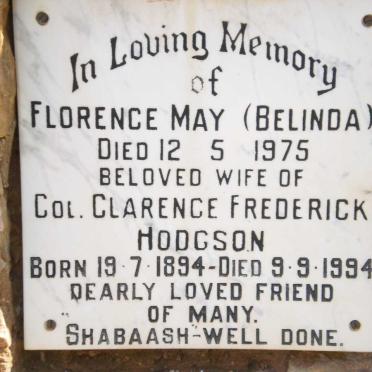 In Loving Memory
of
FLORENCE MAY (BELINDA)
DIED 12 5 1975
BELOVED WIFE OF
COL. CLARENCE FREDERICK
HODGSON
BORN 19·7·1894-DIED 9·9·1994
DEARLY LOVED FRIEND
OF MANY.
SHABAASH-WELL DONE.